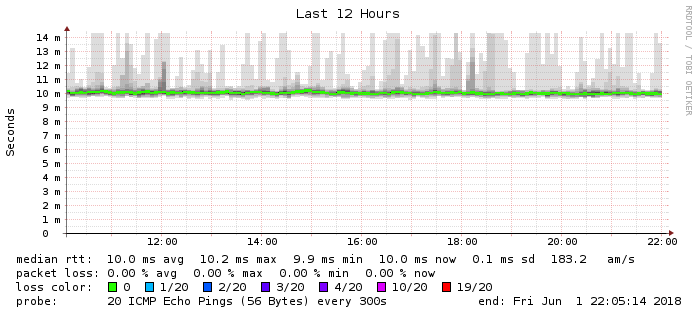 Last 12 Hours
RRDTOOL / TOBI OETIKER
Seconds
14 m
13 m
12 m
11 m
10 m
9 m
8 m
7 m
6 m
5 m
4 m
3 m
2 m
1 m
0
12:00 14:00 16:00 18:00 20:00 22:00
median rtt: 10.0 ms avg 10.2 ms max 9.9 ms min 10.0 ms now 0.1 ms sd 183.2 am/s
packet loss: 0.00 % avg 0.00 % max 0.00 % min 0.00 % now
loss color: 0 1/20 2/20 3/20 4/20 10/20 19/20
probe: 20 ICMP Echo Pings (56 Bytes) every 300s end: Fri Jun 1 22:05:14 2018